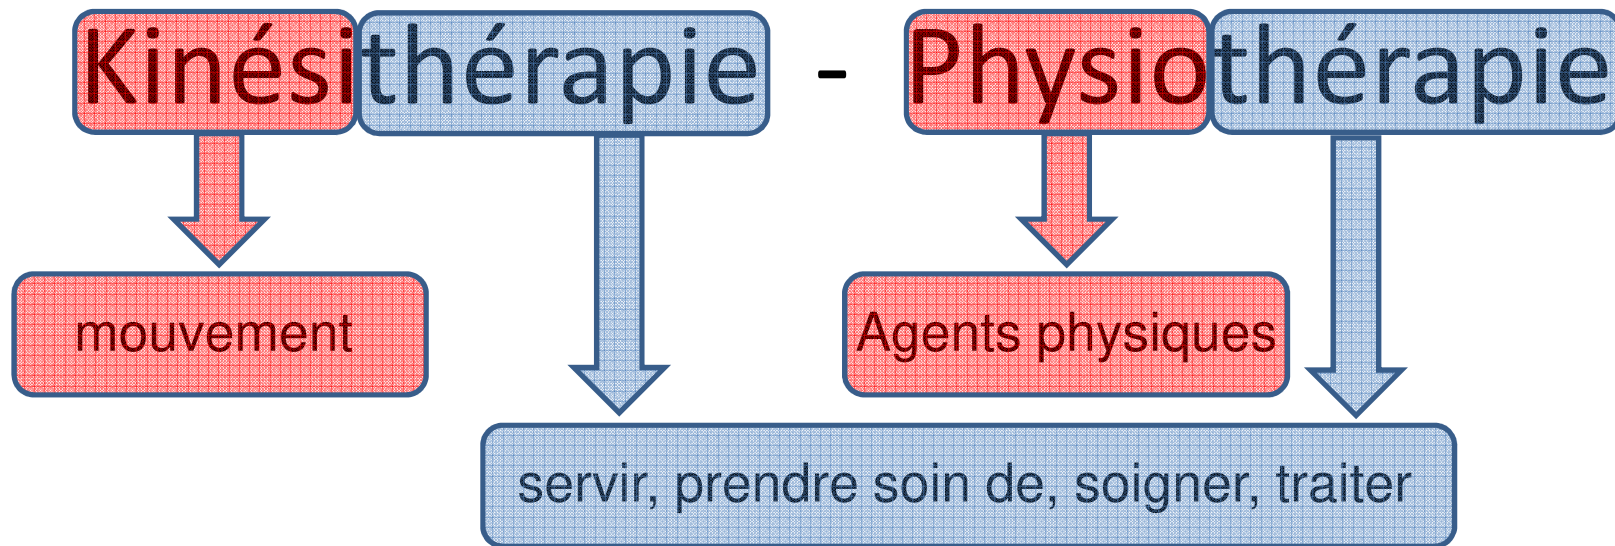 Kinésithérapie - Physiothérapie
mouvement
Agents physiques
servir, prendre soin de, soigner, traiter